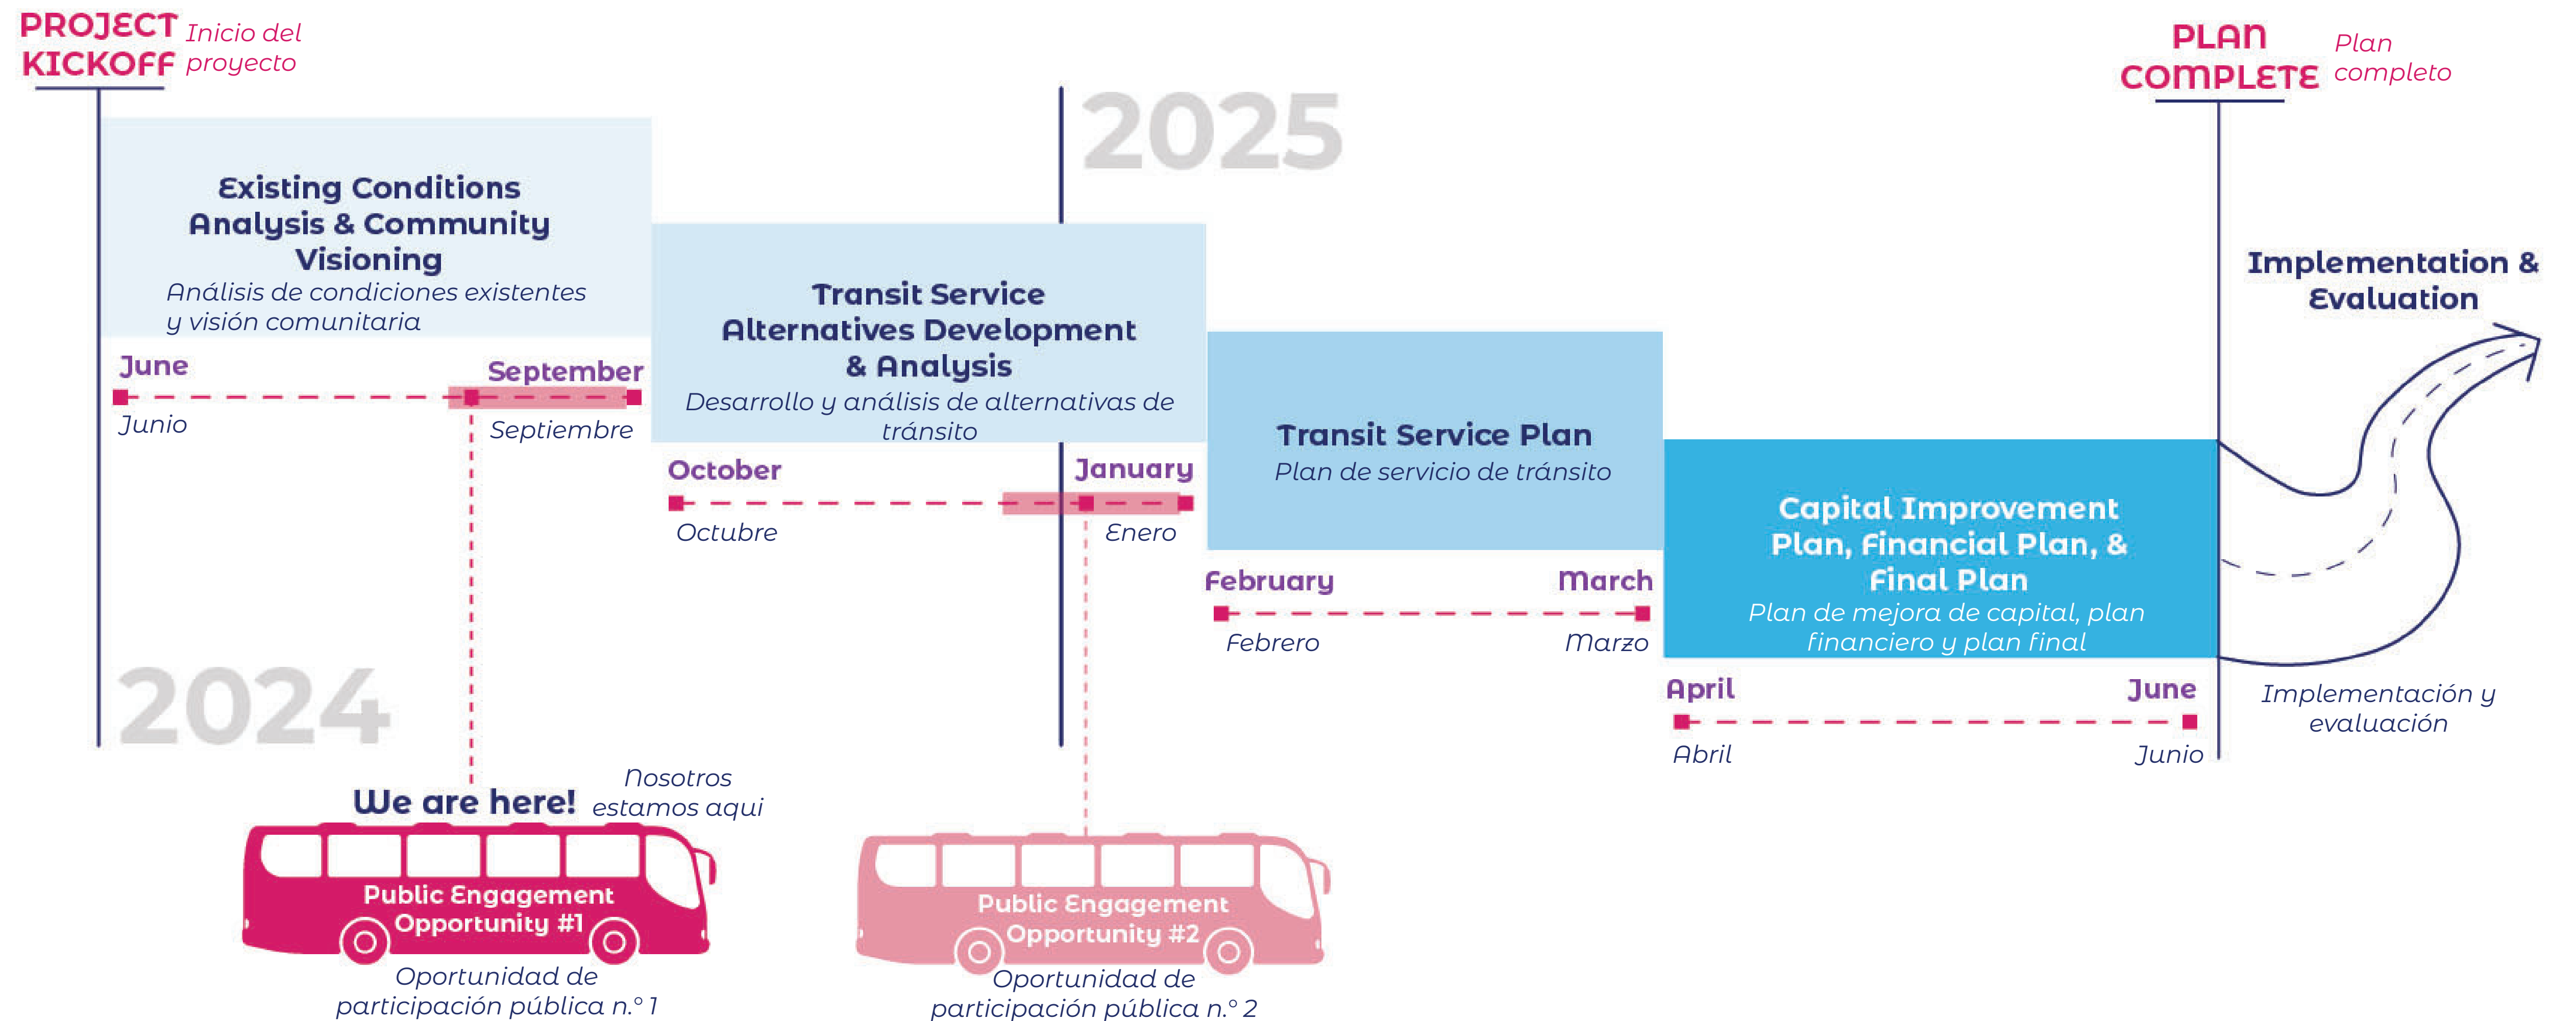 PROJECT
KICKOFF
Inicio del
proyecto
PLAN
COMPLETE
Plan
completo
2025
Existing Conditions
Analysis & Community
Visioning
Análisis de condiciones existentes
y visión comunitaria
June
September
Junio
Septiembre
Transit Service
Alternatives Development
& Analysis
Desarrollo y análisis de alternativas de
tránsito
October
January
Octubre
Enero
Transit Service Plan
Plan de servicio de tránsito
February
March
Febrero
Marzo
Capital Improvement
Plan, Financial Plan, &
Final Plan
Plan de mejora de capital, plan
financiero y plan final
April
June
Abril
Junio
Implementation &
Evaluation
Implementación y
evaluación
2024
We are here!
Nosotros
estamos aqui
Public Engagement
Opportunity #1
Oportunidad de
participación pública n.° 1
Public Engagement
Opportunity #2
Oportunidad de
participación pública n.° 2